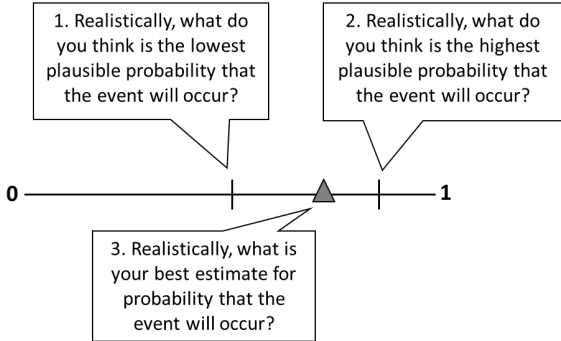 1. Realistically, what do
you think is the lowest
plausible probability that
the event will occur?
2. Realistically, what do
you think is the highest
plausible probability that
the event will occur?
0
1
3. Realistically, what is
your best estimate for
probability that the
event will occur?